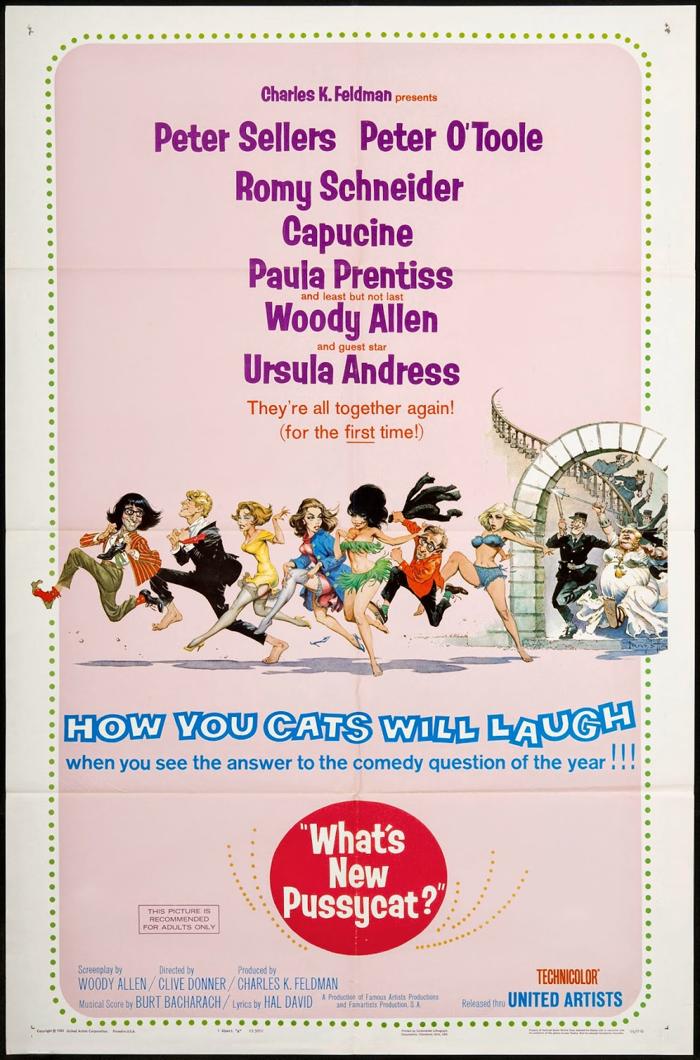 Charles K. Feldman presents
Peter Sellers Peter O'Toole
Romy Schneider
Capucine
Paula Prentiss
and least but not last
Woody Allen
and guest star
Ursula Andress
They're all together again!
(for the first time!)
HOW YOU CATS WILL LAUGH
when you see the answer to the comedy question of the year!!!
"What's
New
Pussycat?"
THIS PICTURE IS
RECOMMENDED
FOR ADULTS ONLY
Screenplay by
WOODY ALLEN / Directed by CLIVE DONNER / Produced by CHARLES K. FELDMAN
Musical Score by BURT BACHARACH / Lyrics by HAL DAVID
A Production of Famous Artists Productions
and Famartists Production, S.A.
TECHNICOLOR®
Released thru UNITED ARTISTS